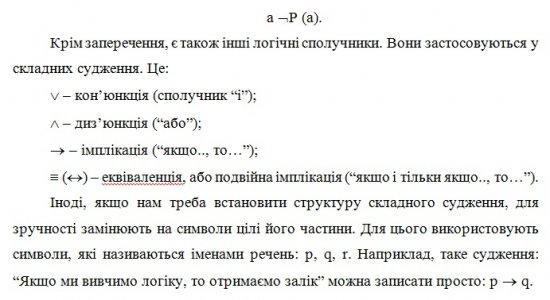 а ¬P (а).
Крім заперечення, є також інші логічні сполучники. Вони застосовуються у
складних судження. Це:
∨ – кон’юнкція (сполучник “і”);
∧ – диз’юнкція (“або”);
→ – імплікація (“якщо.., то…”);
≡ (↔) – еквіваленція, або подвійна імплікація (“якщо і тільки якщо.., то…”).
Іноді, якщо нам треба встановити структуру складного судження, для
зручності замінюють на символи цілі його частини. Для цього використовують
символи, які називаються іменами речень: p, q, r. Наприклад, таке судження:
“Якщо ми вивчимо логіку, то отримаємо залік” можна записати просто: p → q.